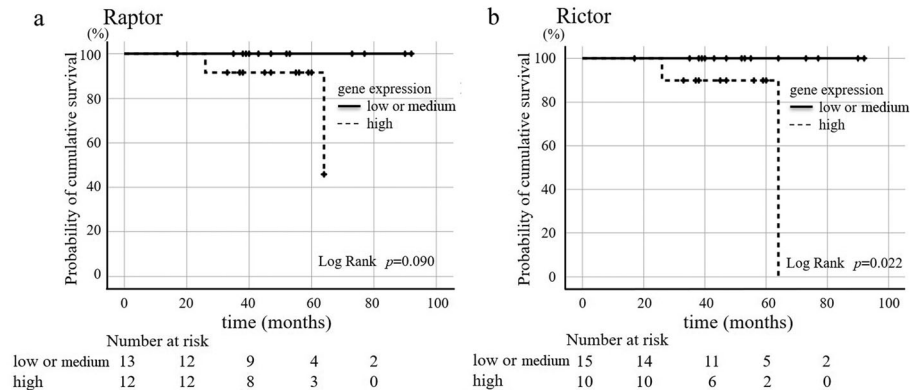 a
Raptor
(%)
100
80
60
40
20
0
Probability of cumulative survival
gene expression
low or medium
high
Log Rank p=0.090
0 20 40 60 80 100
time (months)
Number at risk
low or medium 13 12 9 4 2
high 12 12 8 3 0
b
Rictor
(%)
100
80
60
40
20
0
Probability of cumulative survival
gene expression
low or medium
high
Log Rank p=0.022
0 20 40 60 80 100
time (months)
Number at risk
low or medium 15 14 11 5 2
high 10 10 6 2 0